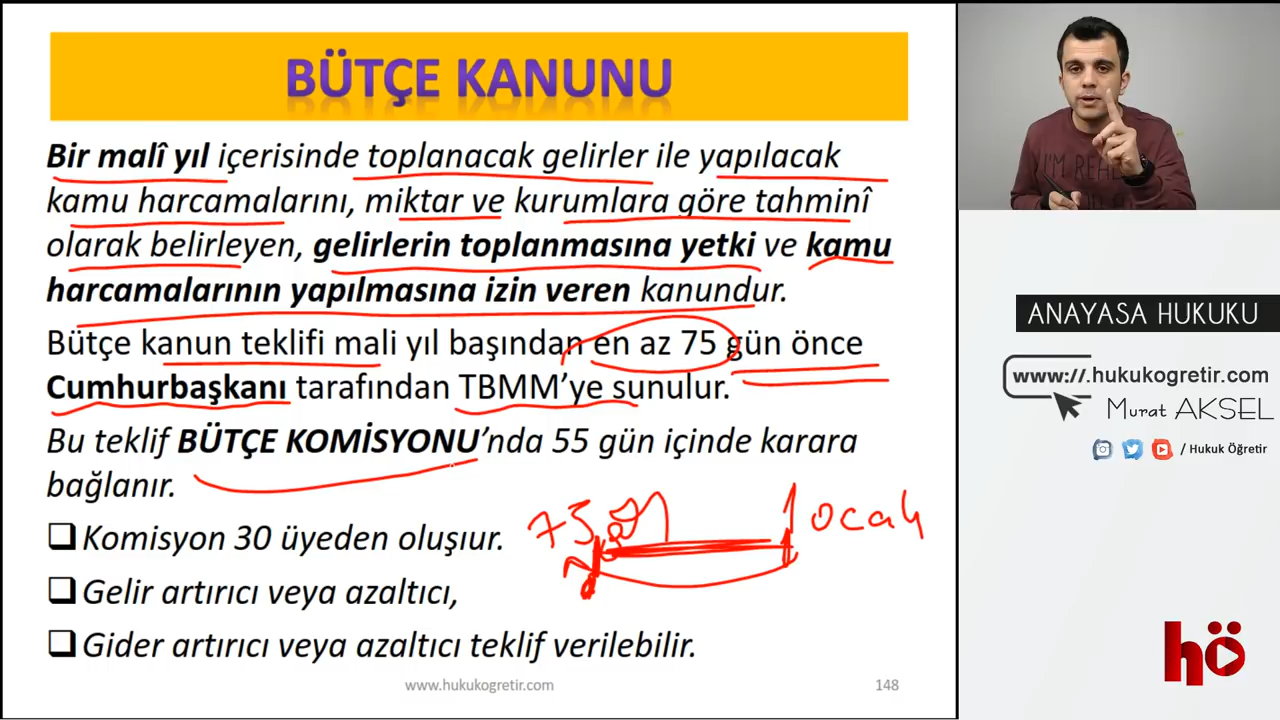 BÜTÇE KANUNU
Bir malî yıl içerisinde toplanacak gelirler ile yapılacak
kamu harcamalarını, miktar ve kurumlara göre tahminî
olarak belirleyen, gelirlerin toplanmasına yetki ve kamu
harcamalarının yapılmasına izin veren kanundur.
Bütçe kanun teklifi mali yıl başından en az 75 gün önce
Cumhurbaşkanı tarafından TBMM’ye sunulur.
Bu teklif BÜTÇE KOMİSYONU’nda 55 gün içinde karara
bağlanır.
Komisyon 30 üyeden oluşıur.
Gelir artırıcı veya azaltıcı,
Gider artırıcı veya azaltıcı teklif verilebilir.
75 gün
1 ocak
www.hukukogretir.com
148
I'M
ANAYASA HUKUKU
www://.hukukogretir.com
Murat AKSEL
/ Hukuk Öğretir
hö